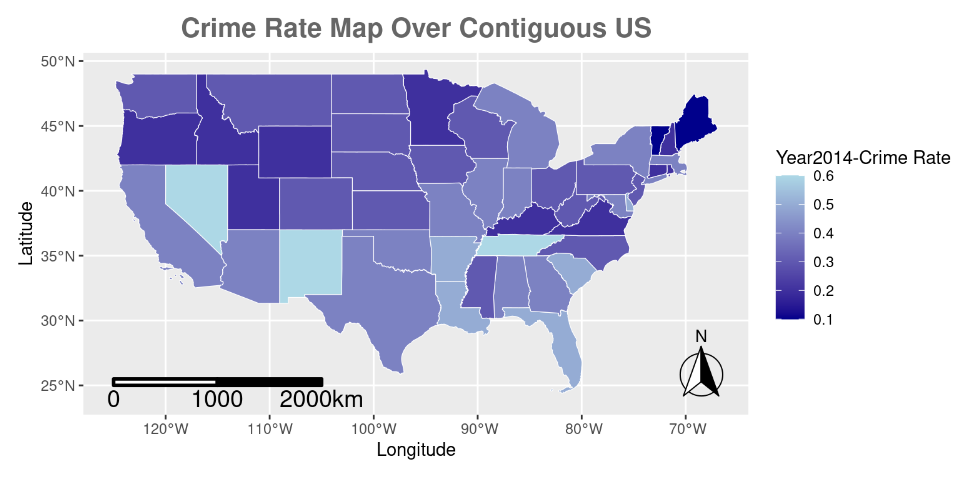 Crime Rate Map Over Contiguous US
50°N
45°N
40°N
35°N
30°N
25°N
Latitude
N
0 1000 2000km
120°W 110°W 100°W 90°W 80°W 70°W
Longitude
Year2014-Crime Rate
0.6
0.5
0.4
0.3
0.2
0.1